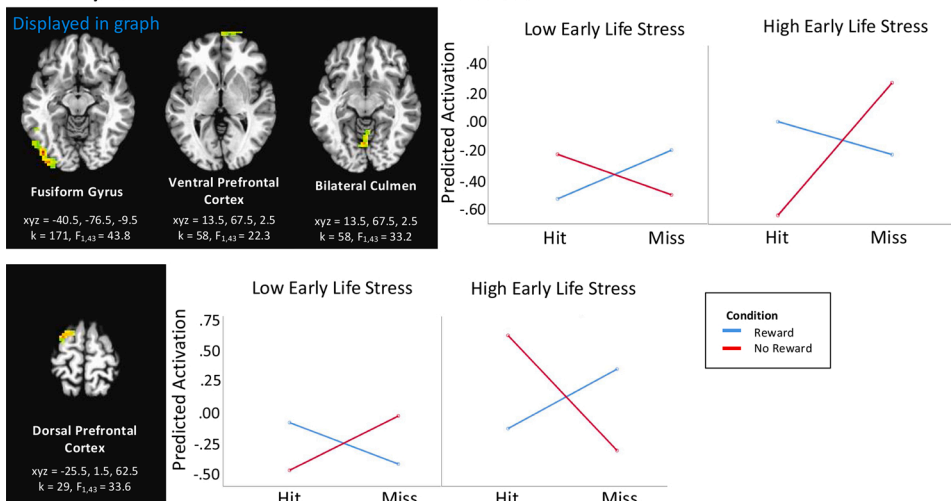 Displayed in graph
Fusiform Gyrus
xyz = -40.5, -76.5, -9.5
k = 171, F1,43 = 43.8
Ventral Prefrontal
Cortex
xyz = 13.5, 67.5, 2.5
k = 58, F1,43 = 22.3
Bilateral Culmen
xyz = 13.5, 67.5, 2.5
k = 58, F1,43 = 33.2
Low Early Life Stress
High Early Life Stress
Predicted Activation
.40
.20
.00
-.20
-.40
-.60
Hit
Miss
Hit
Miss
Dorsal Prefrontal
Cortex
xyz = -25.5, 1.5, 62.5
k = 29, F1,43 = 33.6
Low Early Life Stress
High Early Life Stress
Predicted Activation
.75
.50
.25
.00
-.25
-.50
Hit
Miss
Hit
Miss
Condition
Reward
No Reward